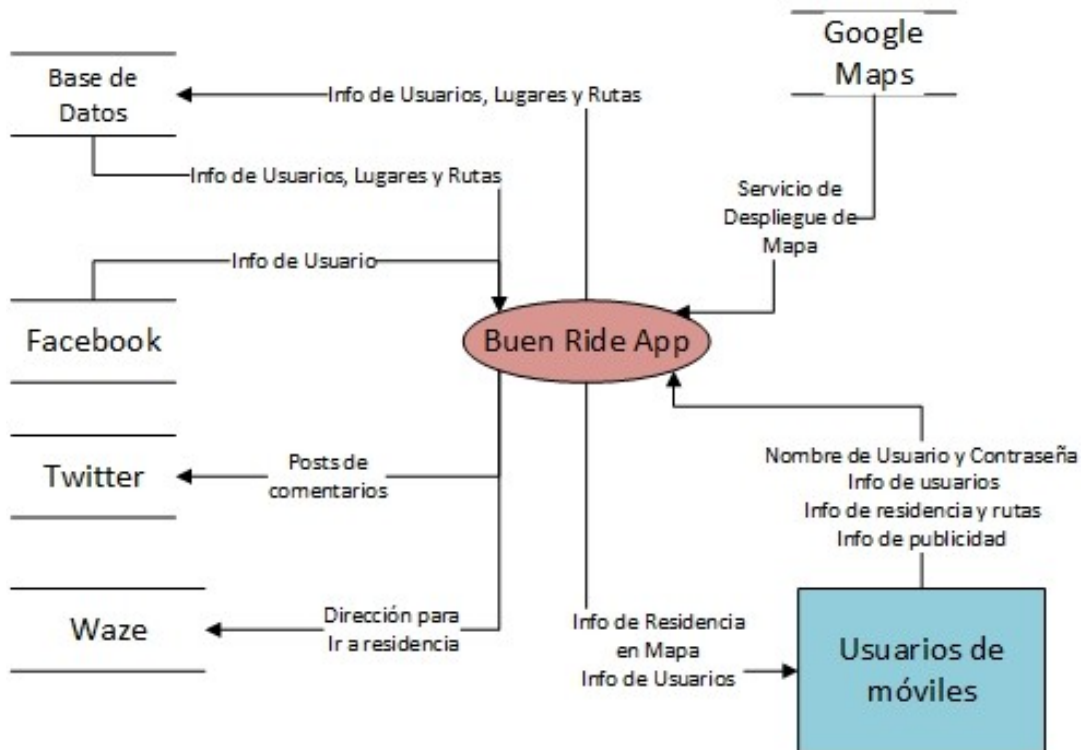 Google
Maps
Base de
Datos
Info de Usuarios, Lugares y Rutas
Info de Usuarios, Lugares y Rutas
Servicio de
Despliegue de
Mapa
Info de Usuario
Facebook
Buen Ride App
Twitter
Posts de
comentarios
Nombre de Usuario y Contraseña
Info de usuarios
Info de residencia y rutas
Info de publicidad
Waze
Dirección para
Ir a residencia
Info de Residencia
en Mapa
Info de Usuarios
Usuarios de
móviles